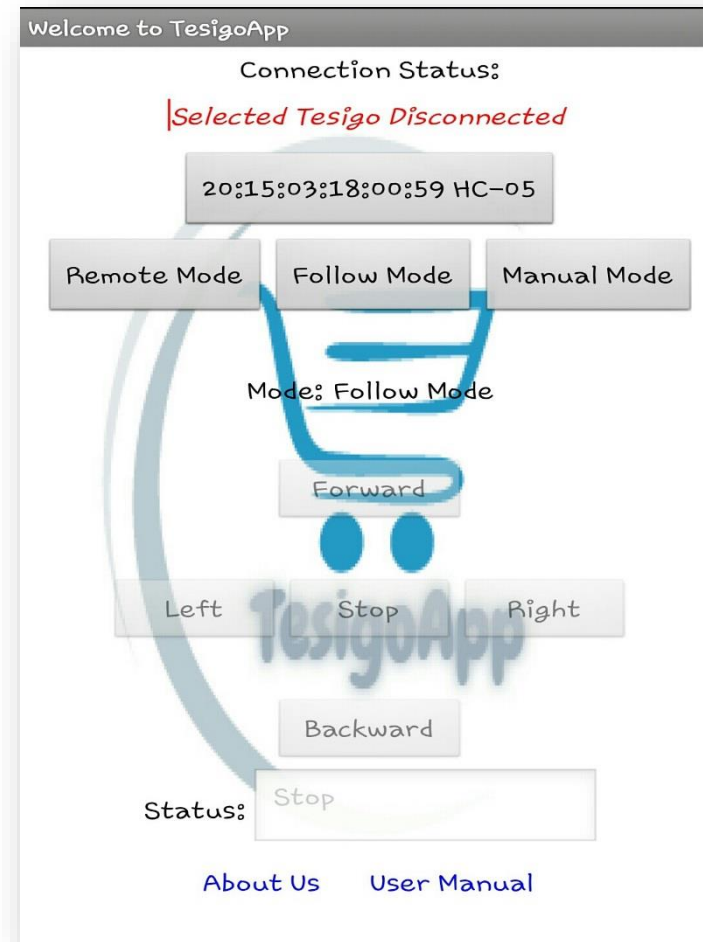 Welcome to TesigoApp
Connection Status:
Selected Tesigo Disconnected
20:15:03:18:00:59 HC-05
Remote Mode Follow Mode Manual Mode
Mode: Follow Mode
Forward
Left Stop Right
TesigoApp
Backward
Status: Stop
About Us User Manual